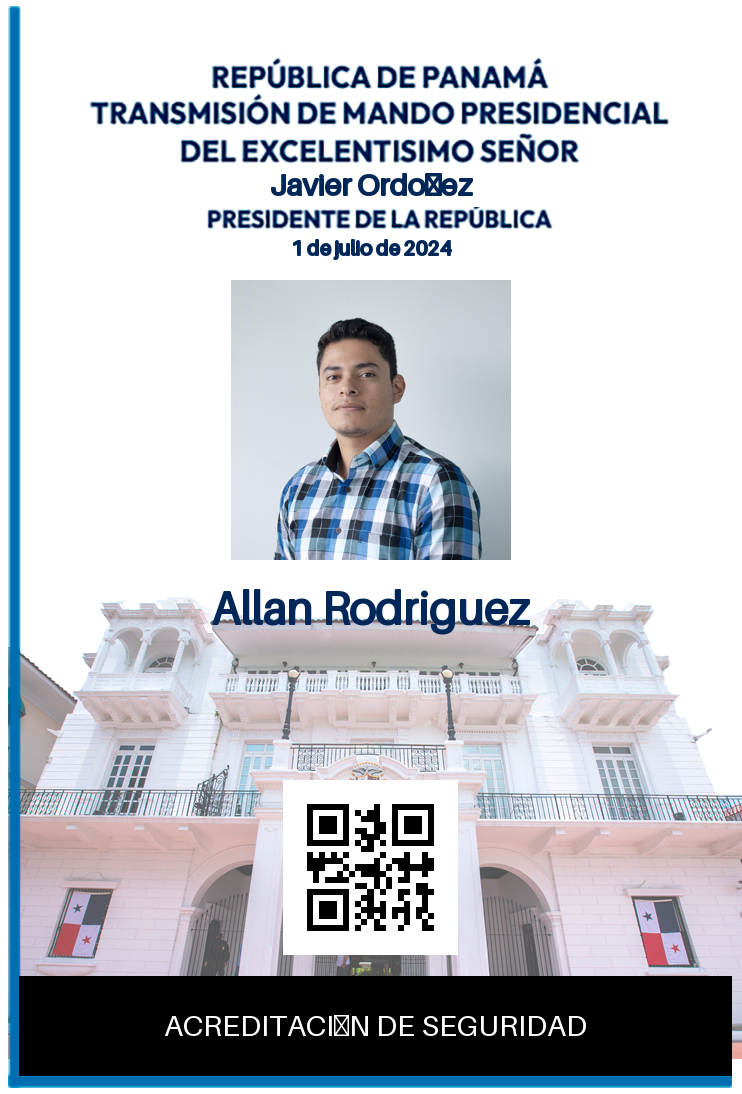 REPÚBLICA DE PANAMÁ
TRANSMISIÓN DE MANDO PRESIDENCIAL
DEL EXCELENTISIMO SEÑOR
Javier Ordo☒ez
PRESIDENTE DE LA REPÚBLICA
1 de julio de 2024
Allan Rodriguez
ACREDITACI☒N DE SEGURIDAD